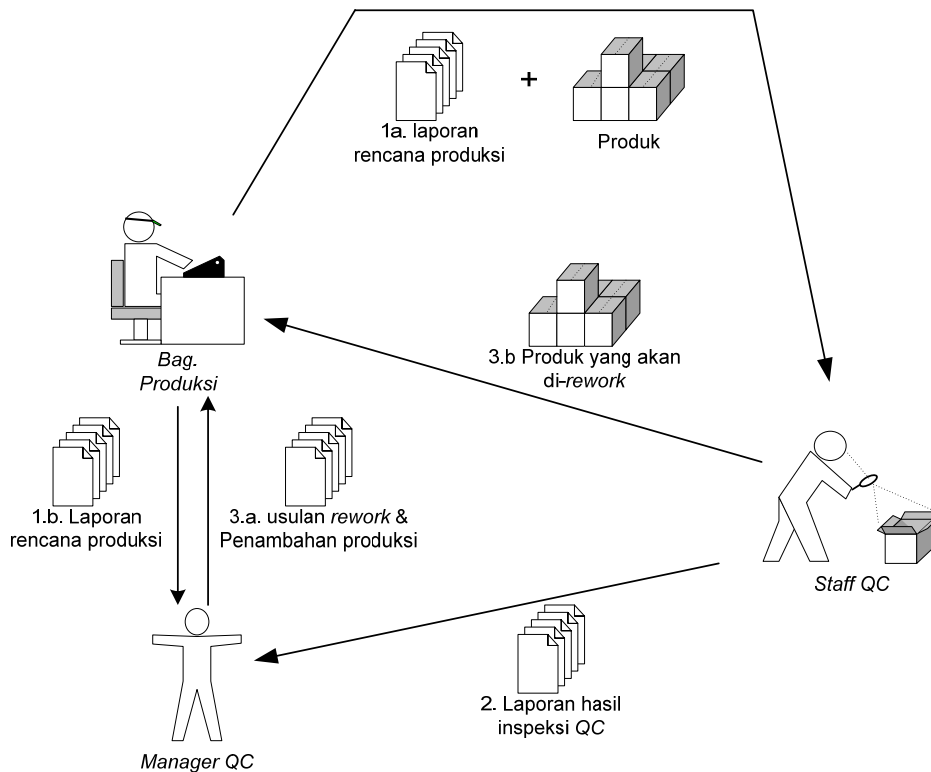 1a. laporan
rencana produksi
+
Produk
3.b Produk yang akan
di-rework
Bag.
Produksi
1.b. Laporan
rencana produksi
3.a. usulan rework &
Penambahan produksi
Staff QC
2. Laporan hasil
inspeksi QC
Manager QC